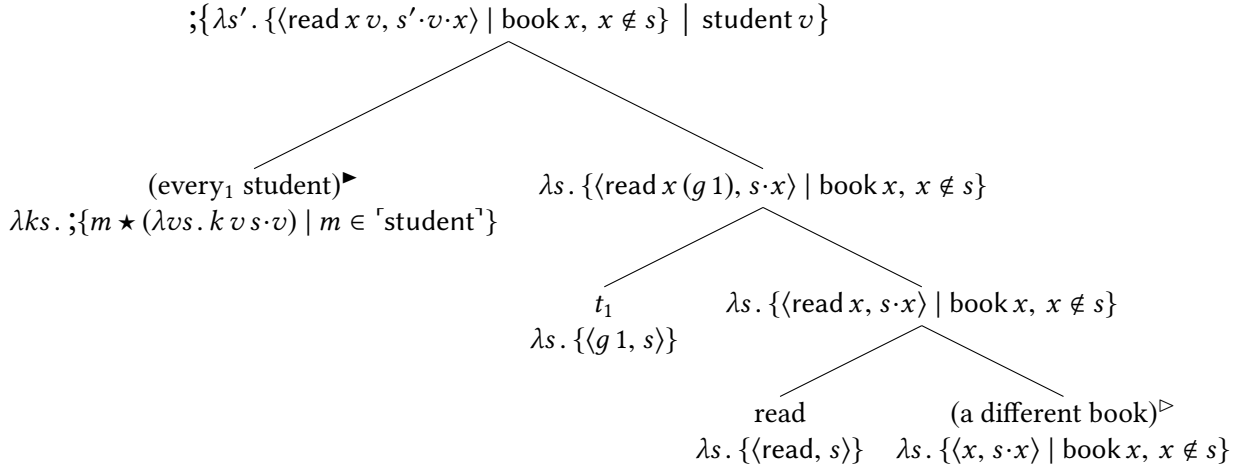 ;{λs′. {⟨read x v, s′·v·x⟩ | book x, x ∉ s} | student v}
(every₁ student)▶
λks. ;{m ⋆ (λvs. k v s·v) | m ∈ ⌜student⌝}
λs. {⟨read x (g 1), s·x⟩ | book x, x ∉ s}
t₁
λs. {⟨g 1, s⟩}
λs. {⟨read x, s·x⟩ | book x, x ∉ s}
read
λs. {⟨read, s⟩}
(a different book)▷
λs. {⟨x, s·x⟩ | book x, x ∉ s}